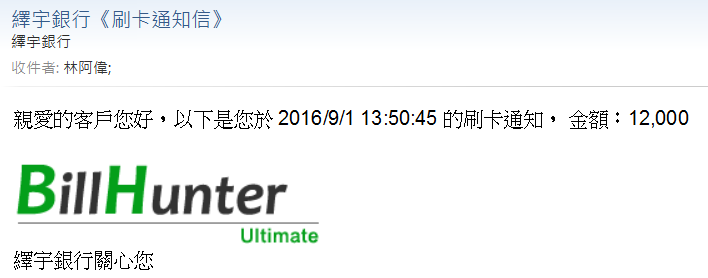 繹宇銀行《刷卡通知信》
繹宇銀行
收件者: 林阿偉;
親愛的客戶您好，以下是您於 2016/9/1 13:50:45 的刷卡通知， 金額：12,000
BillHunter
Ultimate
繹宇銀行關心您